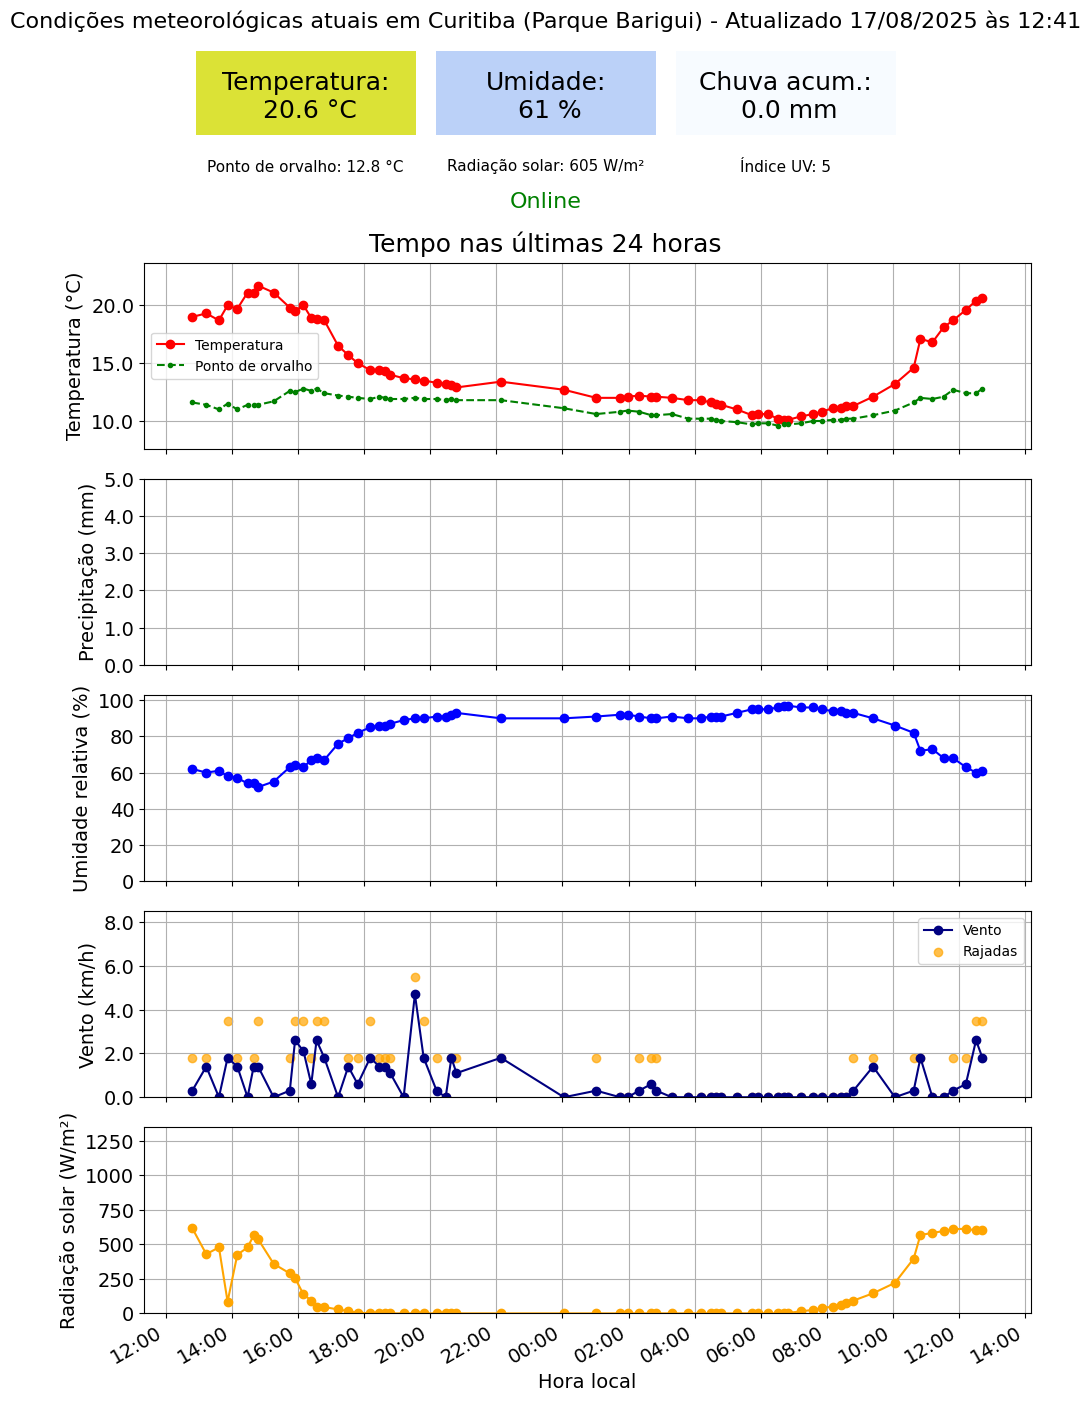 Condições meteorológicas atuais em Curitiba (Parque Barigui) - Atualizado 17/08/2025 às 12:41
Temperatura:
20.6 °C
Umidade:
61 %
Chuva acum.:
0.0 mm
Ponto de orvalho: 12.8 °C
Radiação solar: 605 W/m²
Índice UV: 5
Online
Tempo nas últimas 24 horas
Temperatura (°C)
20.0
15.0
10.0
Temperatura
Ponto de orvalho
Precipitação (mm)
5.0
4.0
3.0
2.0
1.0
0.0
Umidade relativa (%)
100
80
60
40
20
0
Vento (km/h)
8.0
6.0
4.0
2.0
0.0
Vento
Rajadas
Radiação solar (W/m²)
1250
1000
750
500
250
0
12:00
14:00
16:00
18:00
20:00
22:00
00:00
02:00
04:00
06:00
08:00
10:00
12:00
14:00
Hora local